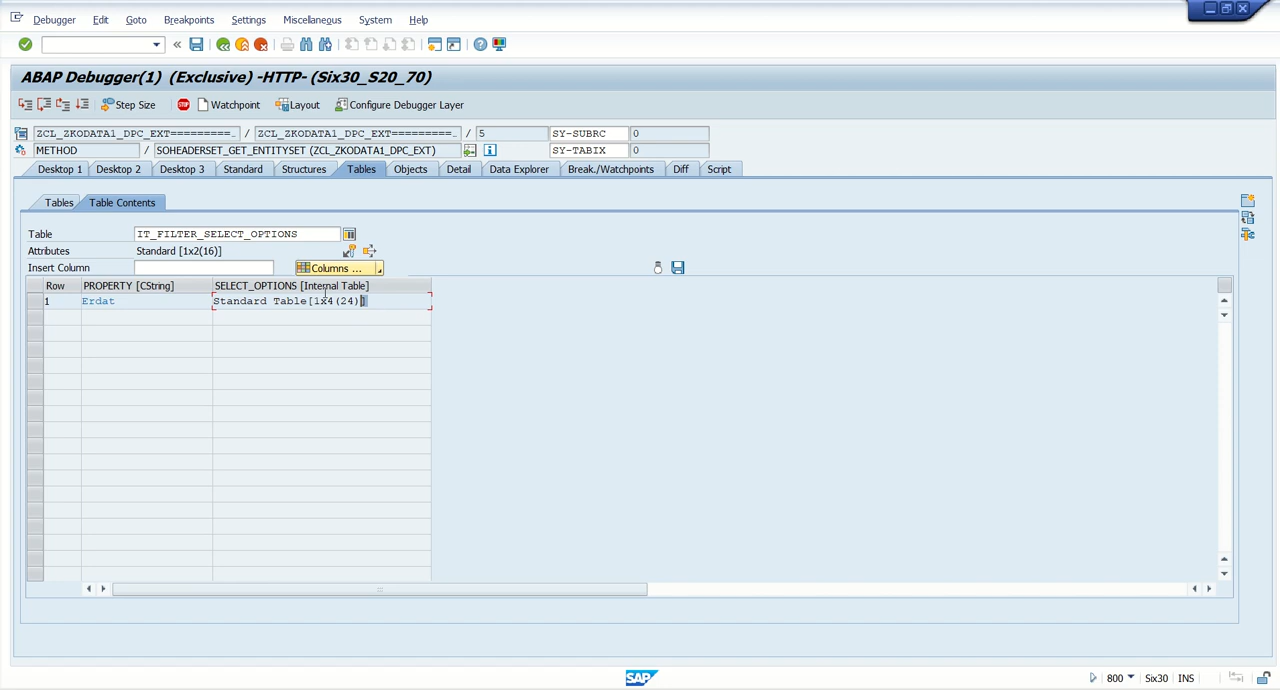 Debugger Edit Goto Breakpoints Settings Miscellaneous System Help
ABAP Debugger(1) (Exclusive) -HTTP- (Six30_S20_70)
Step Size STOP Watchpoint Layout Configure Debugger Layer
ZCL_ZKODATA1_DPC_EXT=========… / ZCL_ZKODATA1_DPC_EXT=========… / 5 SY-SUBRC 0
METHOD / SOHEADERSET_GET_ENTITYSET (ZCL_ZKODATA1_DPC_EXT) SY-TABIX 0
Desktop 1 Desktop 2 Desktop 3 Standard Structures Tables Objects Detail Data Explorer Break./Watchpoints Diff Script
Tables Table Contents
Table IT_FILTER_SELECT_OPTIONS
Attributes Standard [1x2(16)]
Insert Column Columns ...
Row PROPERTY [CString] SELECT_OPTIONS [Internal Table]
1 Erdat Standard Table[1x4(24)]
SAP 800 Six30 INS